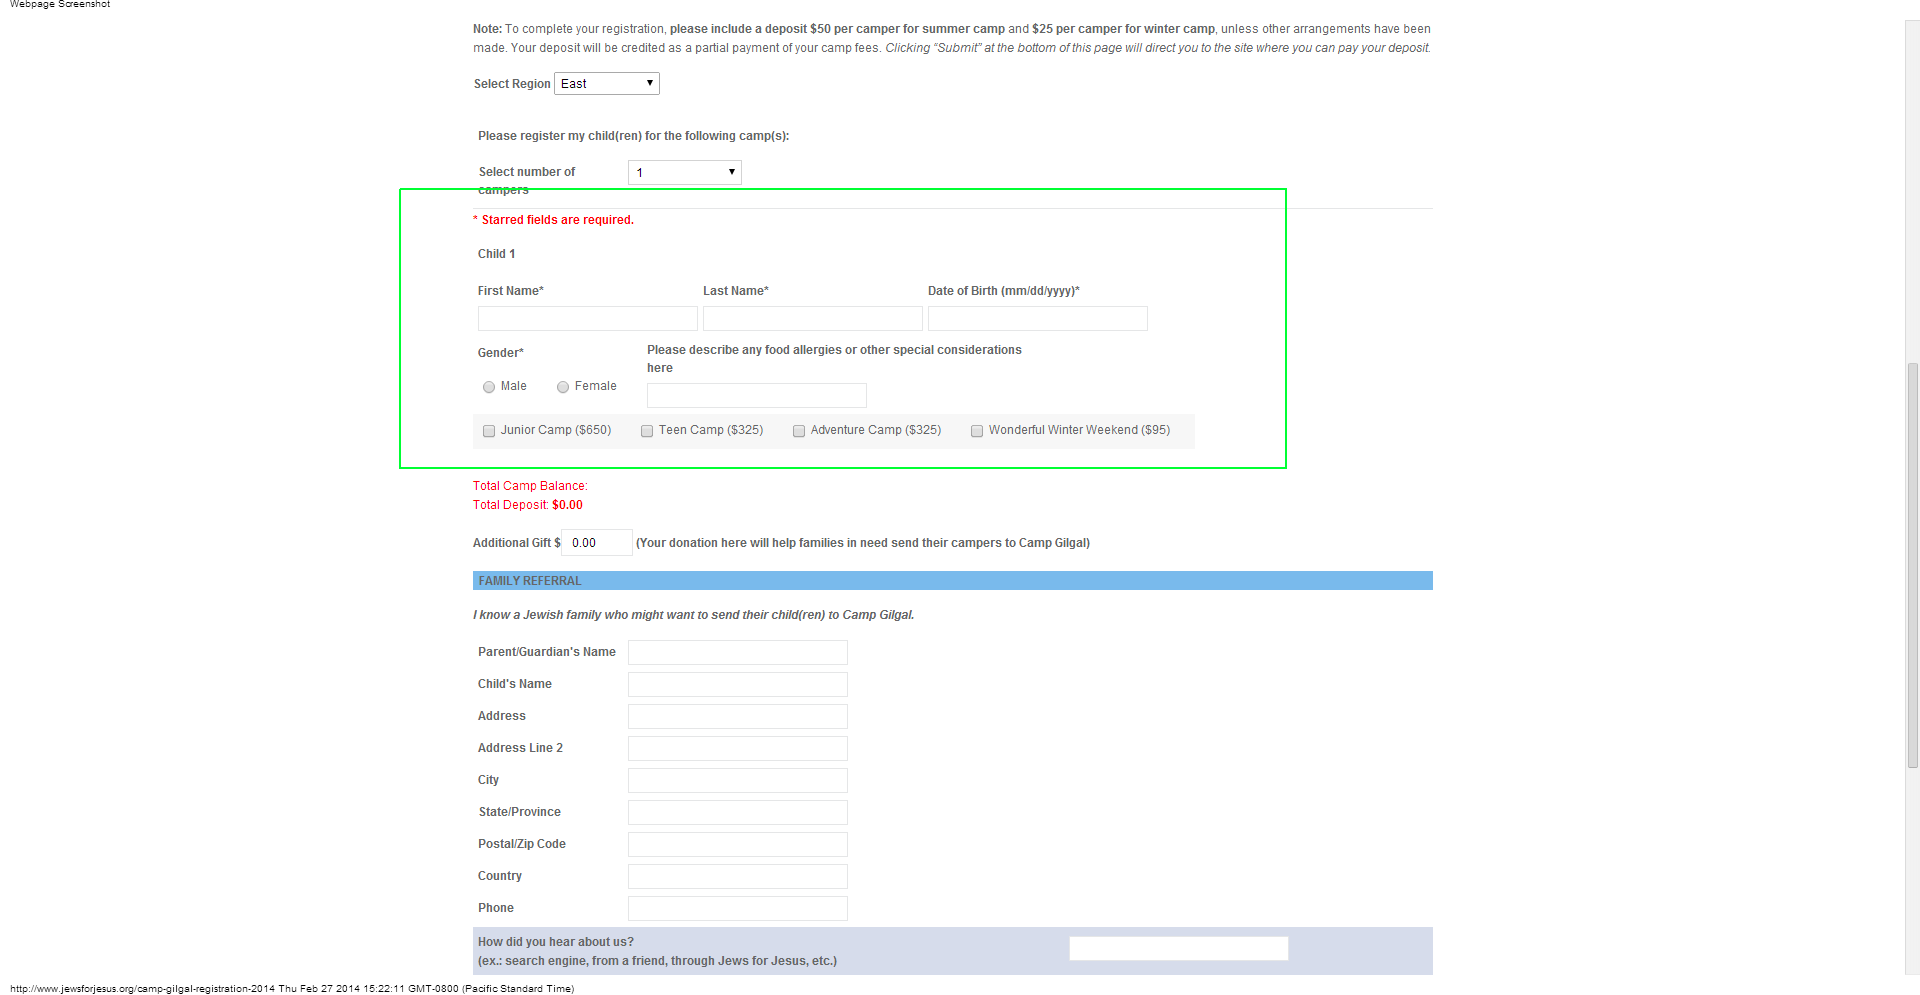 Webpage Screenshot
Note: To complete your registration, please include a deposit $50 per camper for summer camp and $25 per camper for winter camp, unless other arrangements have been
made. Your deposit will be credited as a partial payment of your camp fees. Clicking "Submit" at the bottom of this page will direct you to the site where you can pay your deposit.
Select Region East
Please register my child(ren) for the following camp(s):
Select number of 1
campers
* Starred fields are required.
Child 1
First Name* Last Name* Date of Birth (mm/dd/yyyy)*
Gender* Please describe any food allergies or other special considerations
here
Male Female
Junior Camp ($650) Teen Camp ($325) Adventure Camp ($325) Wonderful Winter Weekend ($95)
Total Camp Balance:
Total Deposit: $0.00
Additional Gift $ 0.00 (Your donation here will help families in need send their campers to Camp Gilgal)
FAMILY REFERRAL
I know a Jewish family who might want to send their child(ren) to Camp Gilgal.
Parent/Guardian's Name
Child's Name
Address
Address Line 2
City
State/Province
Postal/Zip Code
Country
Phone
How did you hear about us?
(ex.: search engine, from a friend, through Jews for Jesus, etc.)
http://www.jewsforjesus.org/camp-gilgal-registration-2014 Thu Feb 27 2014 15:22:11 GMT-0800 (Pacific Standard Time)